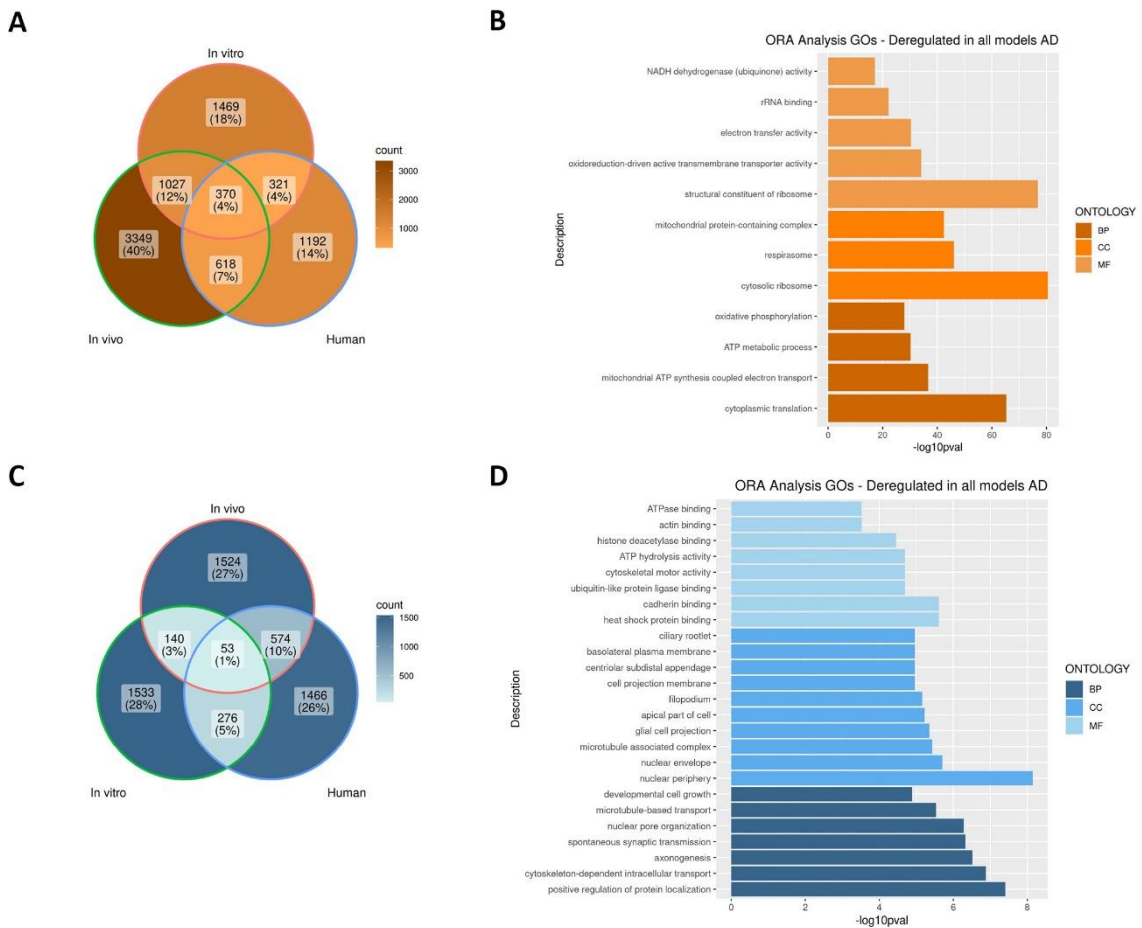 A
In vitro
1469
(18%)
1027
(12%)
370
(4%)
321
(4%)
3349
(40%)
618
(7%)
1192
(14%)
In vivo
Human
count
3000
2000
1000
B
ORA Analysis GOs - Deregulated in all models AD
NADH dehydrogenase (ubiquinone) activity
rRNA binding
electron transfer activity
oxidoreduction-driven active transmembrane transporter activity
structural constituent of ribosome
mitochondrial protein-containing complex
respirasome
cytosolic ribosome
oxidative phosphorylation
ATP metabolic process
mitochondrial ATP synthesis coupled electron transport
cytoplasmic translation
Description
0 20 40 60 80
-log10pval
ONTOLOGY
BP
CC
MF
C
In vivo
1524
(27%)
140
(3%)
53
(1%)
574
(10%)
1533
(28%)
276
(5%)
1466
(26%)
In vitro
Human
count
1500
1000
500
D
ORA Analysis GOs - Deregulated in all models AD
ATPase binding
actin binding
histone deacetylase binding
ATP hydrolysis activity
cytoskeletal motor activity
ubiquitin-like protein ligase binding
cadherin binding
heat shock protein binding
ciliary rootlet
basolateral plasma membrane
centriolar subdistal appendage
cell projection membrane
filopodium
apical part of cell
glial cell projection
microtubule associated complex
nuclear envelope
nuclear periphery
developmental cell growth
microtubule-based transport
nuclear pore organization
spontaneous synaptic transmission
axonogenesis
cytoskeleton-dependent intracellular transport
positive regulation of protein localization
Description
0 2 4 6 8
-log10pval
ONTOLOGY
BP
CC
MF